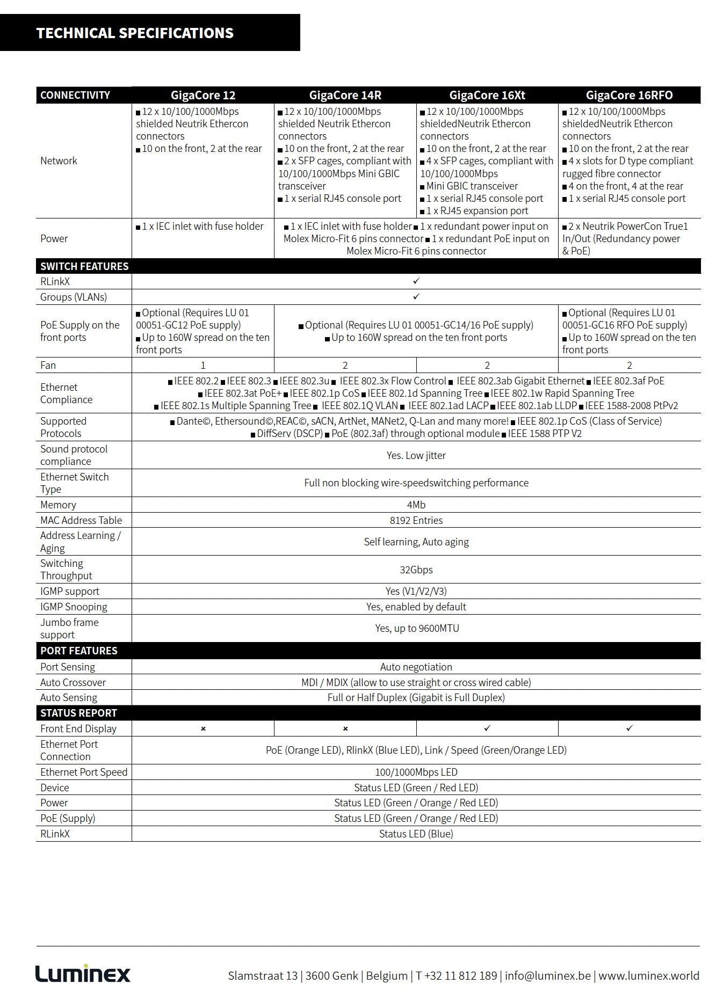 TECHNICAL SPECIFICATIONS
CONNECTIVITY GigaCore 12 GigaCore 14R GigaCore 16Xt GigaCore 16RFO
Network
■ 12 x 10/100/1000Mbps
shielded Neutrik Ethercon
connectors
■ 10 on the front, 2 at the rear
■ 12 x 10/100/1000Mbps
shielded Neutrik Ethercon
connectors
■ 10 on the front, 2 at the rear
■ 2 x SFP cages, compliant with
10/100/1000Mbps Mini GBIC
transceiver
■ 1 x serial RJ45 console port
■ 12 x 10/100/1000Mbps
shieldedNeutrik Ethercon
connectors
■ 10 on the front, 2 at the rear
■ 4 x SFP cages, compliant with
10/100/1000Mbps
■ Mini GBIC transceiver
■ 1 x serial RJ45 console port
■ 1 x RJ45 expansion port
■ 12 x 10/100/1000Mbps
shieldedNeutrik Ethercon
connectors
■ 10 on the front, 2 at the rear
■ 4 x slots for D type compliant
rugged fibre connector
■ 4 on the front, 4 at the rear
■ 1 x serial RJ45 console port
Power
■ 1 x IEC inlet with fuse holder
■ 1 x IEC inlet with fuse holder ■ 1 x redundant power input on
Molex Micro-Fit 6 pins connector ■ 1 x redundant PoE input on
Molex Micro-Fit 6 pins connector
■ 2 x Neutrik PowerCon True1
In/Out (Redundancy power
& PoE)
SWITCH FEATURES
RLinkX ✓
Groups (VLANs) ✓
PoE Supply on the
front ports
■ Optional (Requires LU 01
00051-GC12 PoE supply)
■ Up to 160W spread on the ten
front ports
■ Optional (Requires LU 01 00051-GC14/16 PoE supply)
■ Up to 160W spread on the ten front ports
■ Optional (Requires LU 01
00051-GC16 RFO PoE supply)
■ Up to 160W spread on the ten
front ports
Fan 1 2 2 2
Ethernet
Compliance
■ IEEE 802.2 ■ IEEE 802.3 ■ IEEE 802.3u ■ IEEE 802.3x Flow Control ■ IEEE 802.3ab Gigabit Ethernet ■ IEEE 802.3af PoE
■ IEEE 802.3at PoE+ ■ IEEE 802.1p CoS ■ IEEE 802.1d Spanning Tree ■ IEEE 802.1w Rapid Spanning Tree
■ IEEE 802.1s Multiple Spanning Tree ■ IEEE 802.1Q VLAN ■ IEEE 802.1ad LACP ■ IEEE 802.1ab LLDP ■ IEEE 1588-2008 PtPv2
Supported
Protocols
■ Dante©, Ethersound©,REAC©, sACN, ArtNet, MANet2, Q-Lan and many more! ■ IEEE 802.1p CoS (Class of Service)
■ DiffServ (DSCP) ■ PoE (802.3af) through optional module ■ IEEE 1588 PTP V2
Sound protocol
compliance
Yes. Low jitter
Ethernet Switch
Type
Full non blocking wire-speedswitching performance
Memory 4Mb
MAC Address Table 8192 Entries
Address Learning /
Aging
Self learning, Auto aging
Switching
Throughput
32Gbps
IGMP support Yes (V1/V2/V3)
IGMP Snooping Yes, enabled by default
Jumbo frame
support
Yes, up to 9600MTU
PORT FEATURES
Port Sensing Auto negotiation
Auto Crossover MDI / MDIX (allow to use straight or cross wired cable)
Auto Sensing Full or Half Duplex (Gigabit is Full Duplex)
STATUS REPORT
Front End Display × × ✓ ✓
Ethernet Port
Connection
PoE (Orange LED), RlinkX (Blue LED), Link / Speed (Green/Orange LED)
Ethernet Port Speed 100/1000Mbps LED
Device Status LED (Green / Red LED)
Power Status LED (Green / Orange / Red LED)
PoE (Supply) Status LED (Green / Orange / Red LED)
RLinkX Status LED (Blue)
Luminex Slamstraat 13 | 3600 Genk | Belgium | T +32 11 812 189 | info@luminex.be | www.luminex.world